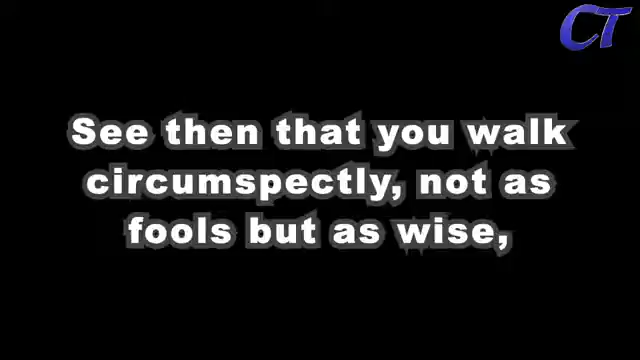 CT
See then that you walk
circumspectly, not as
fools but as wise,